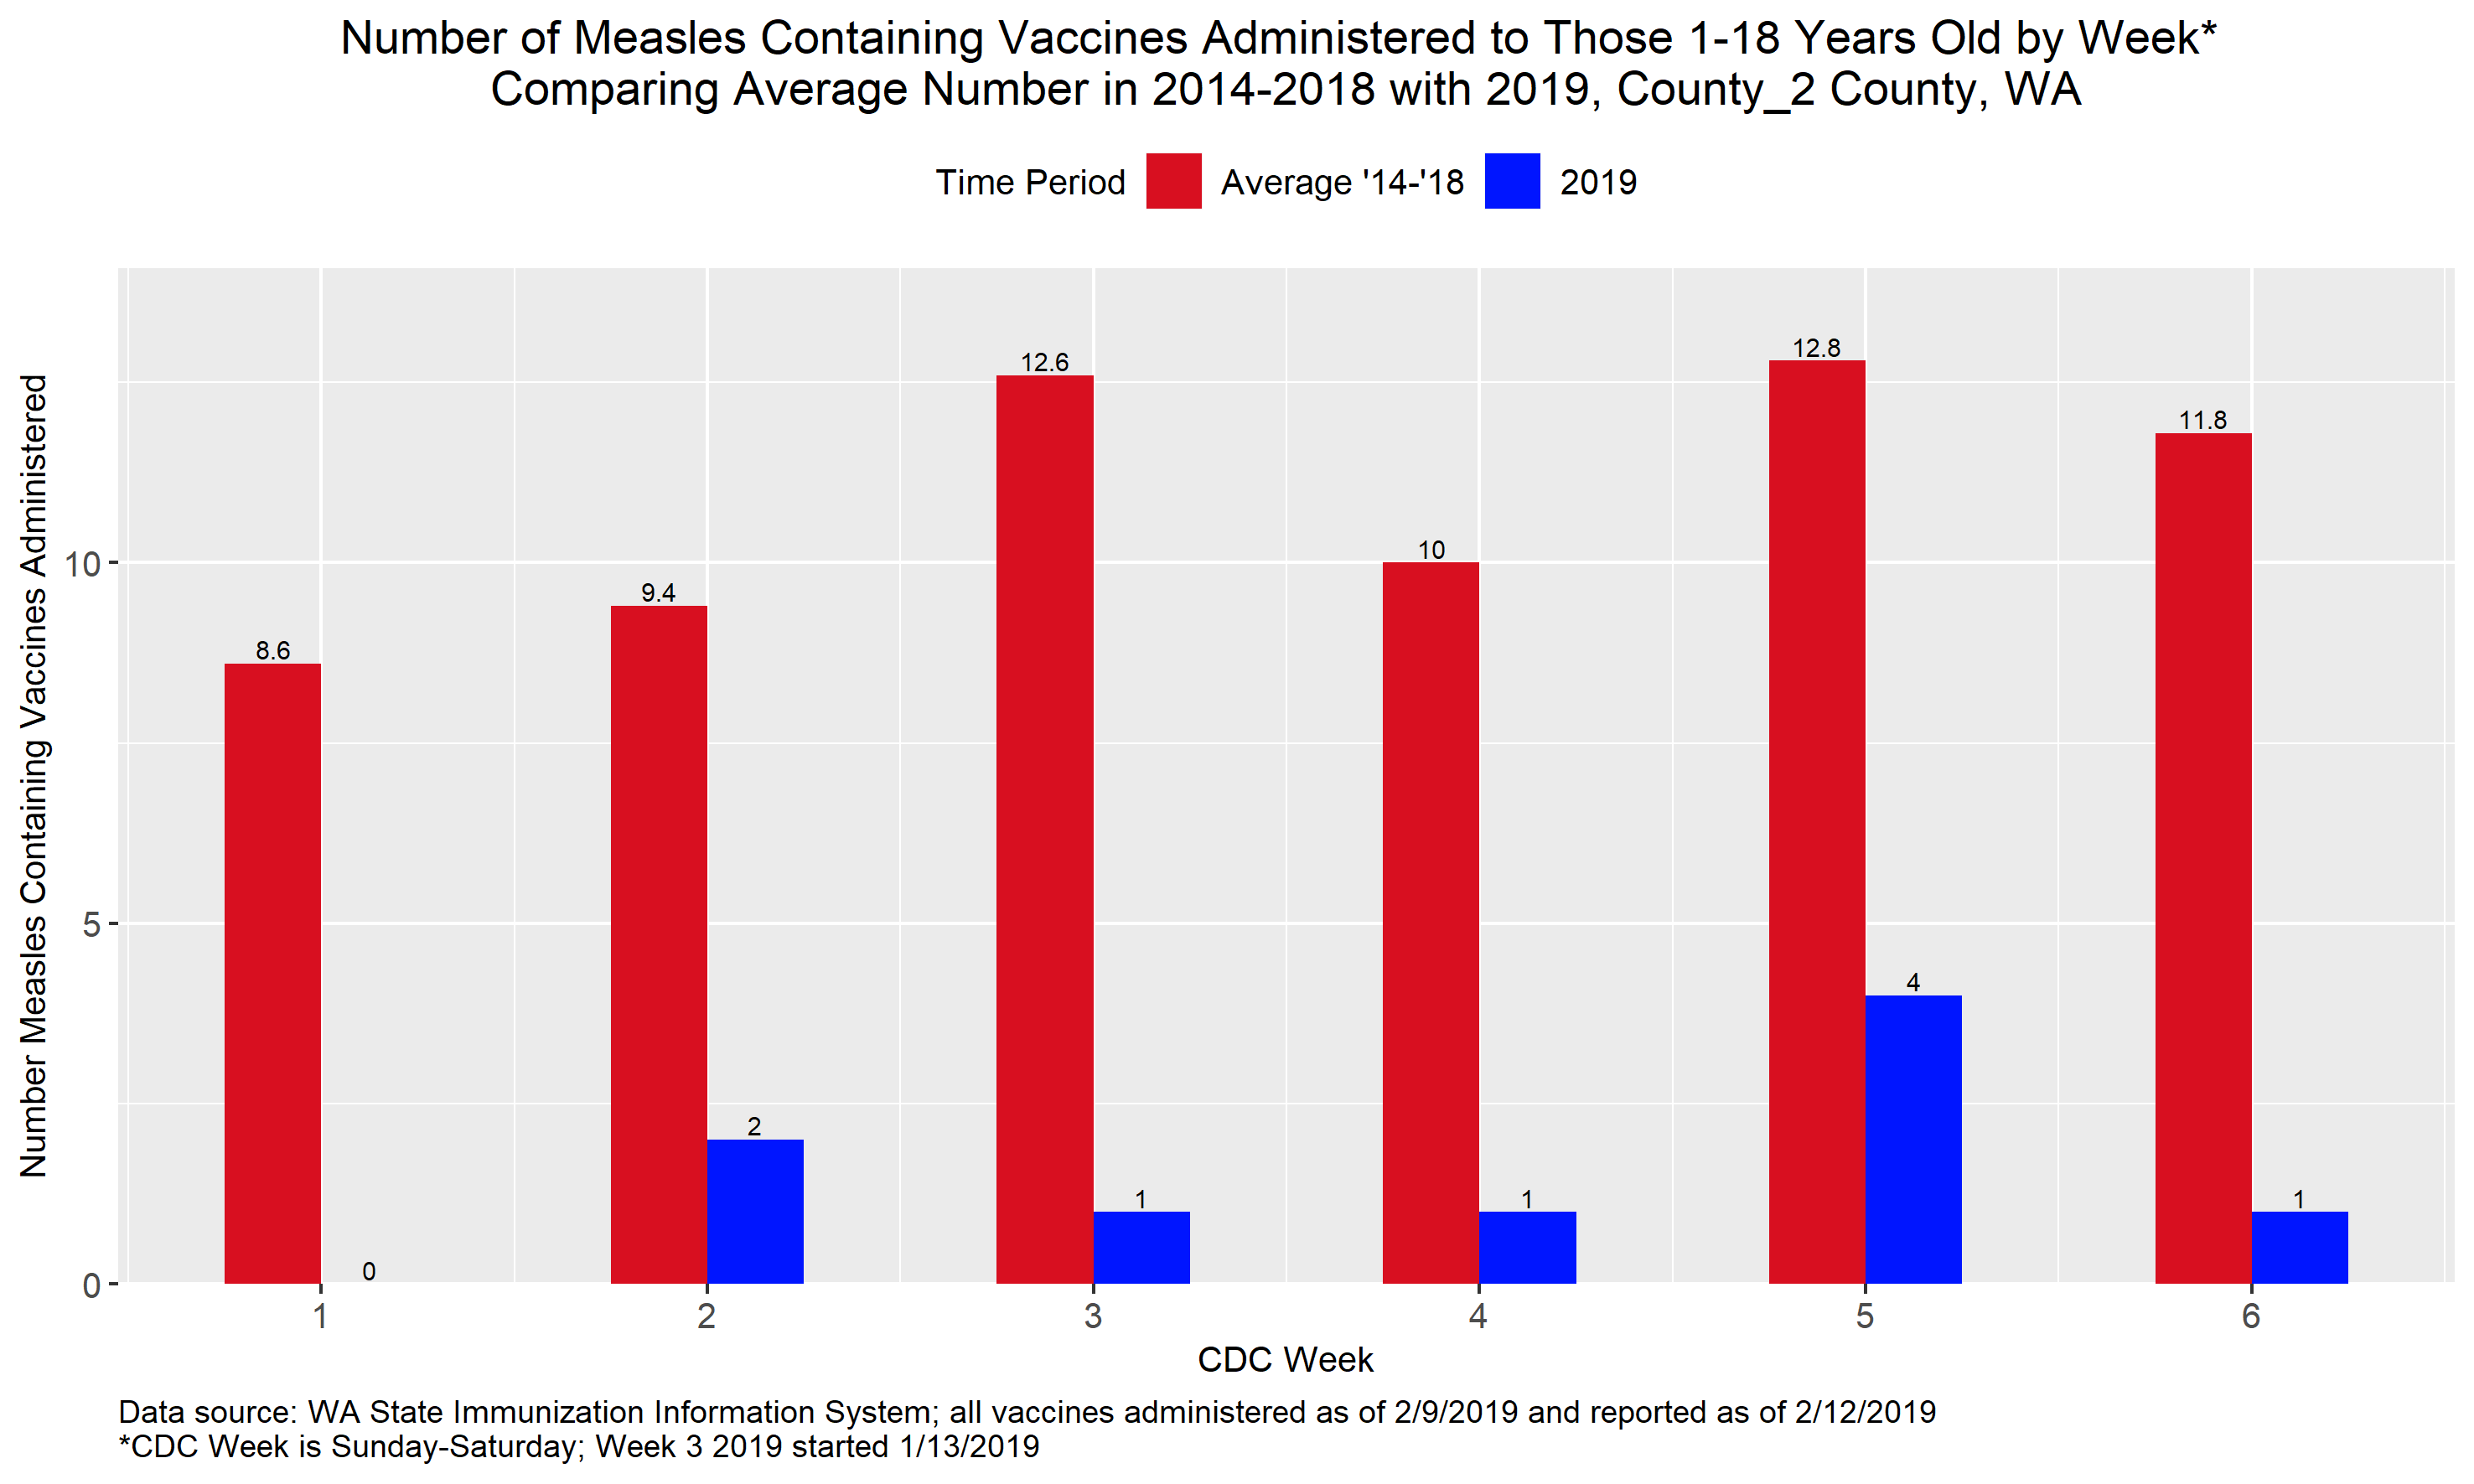 Number of Measles Containing Vaccines Administered to Those 1-18 Years Old by Week*
Comparing Average Number in 2014-2018 with 2019, County_2 County, WA
Time Period Average '14-'18 2019
Number Measles Containing Vaccines Administered
10
5
0
8.6
0
9.4
2
12.6
1
10
1
12.8
4
11.8
1
1 2 3 4 5 6
CDC Week
Data source: WA State Immunization Information System; all vaccines administered as of 2/9/2019 and reported as of 2/12/2019
*CDC Week is Sunday-Saturday; Week 3 2019 started 1/13/2019